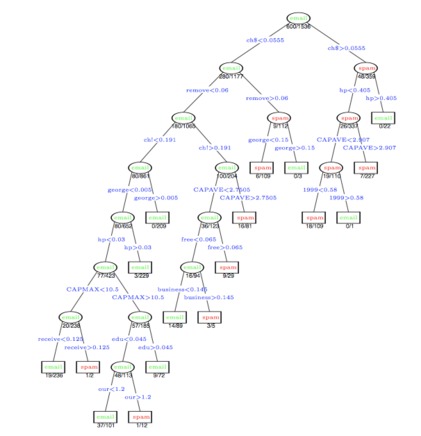 email
600/1536
ch$<0.0555
ch$>0.0555
email
280/1177
spam
48/359
remove<0.06
remove>0.06
hp<0.405
hp>0.405
email
180/1065
spam
9/112
spam
26/337
email
0/22
ch!<0.191
ch!>0.191
george<0.15
george>0.15
CAPAVE<2.907
CAPAVE>2.907
email
80/861
email
100/204
spam
6/109
email
0/3
spam
19/110
spam
7/227
george<0.005
george>0.005
CAPAVE<2.7505
CAPAVE>2.7505
1999<0.58
1999>0.58
email
80/652
email
0/209
email
36/123
spam
16/81
spam
18/109
email
0/1
hp<0.03
hp>0.03
free<0.065
free>0.065
email
77/423
email
3/229
email
16/94
spam
9/29
CAPMAX<10.5
CAPMAX>10.5
business<0.145
business>0.145
email
20/238
email
57/185
email
14/89
spam
3/5
receive<0.125
receive>0.125
edu<0.045
edu>0.045
email
19/236
spam
1/2
email
48/113
email
9/72
our<1.2
our>1.2
email
37/101
spam
1/12